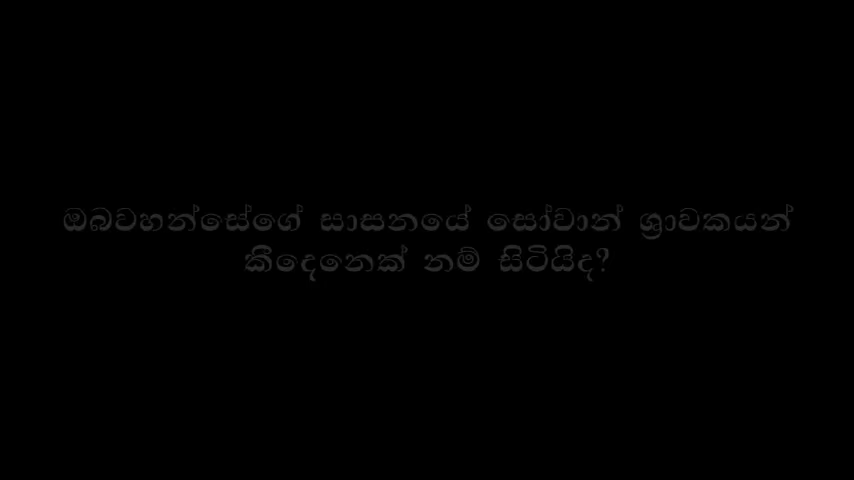 ඔබවහන්සේගේ සාසනයේ සෝවාන් ශ්‍රාවකයන්
කීදෙනෙක් නම් සිටියිද?